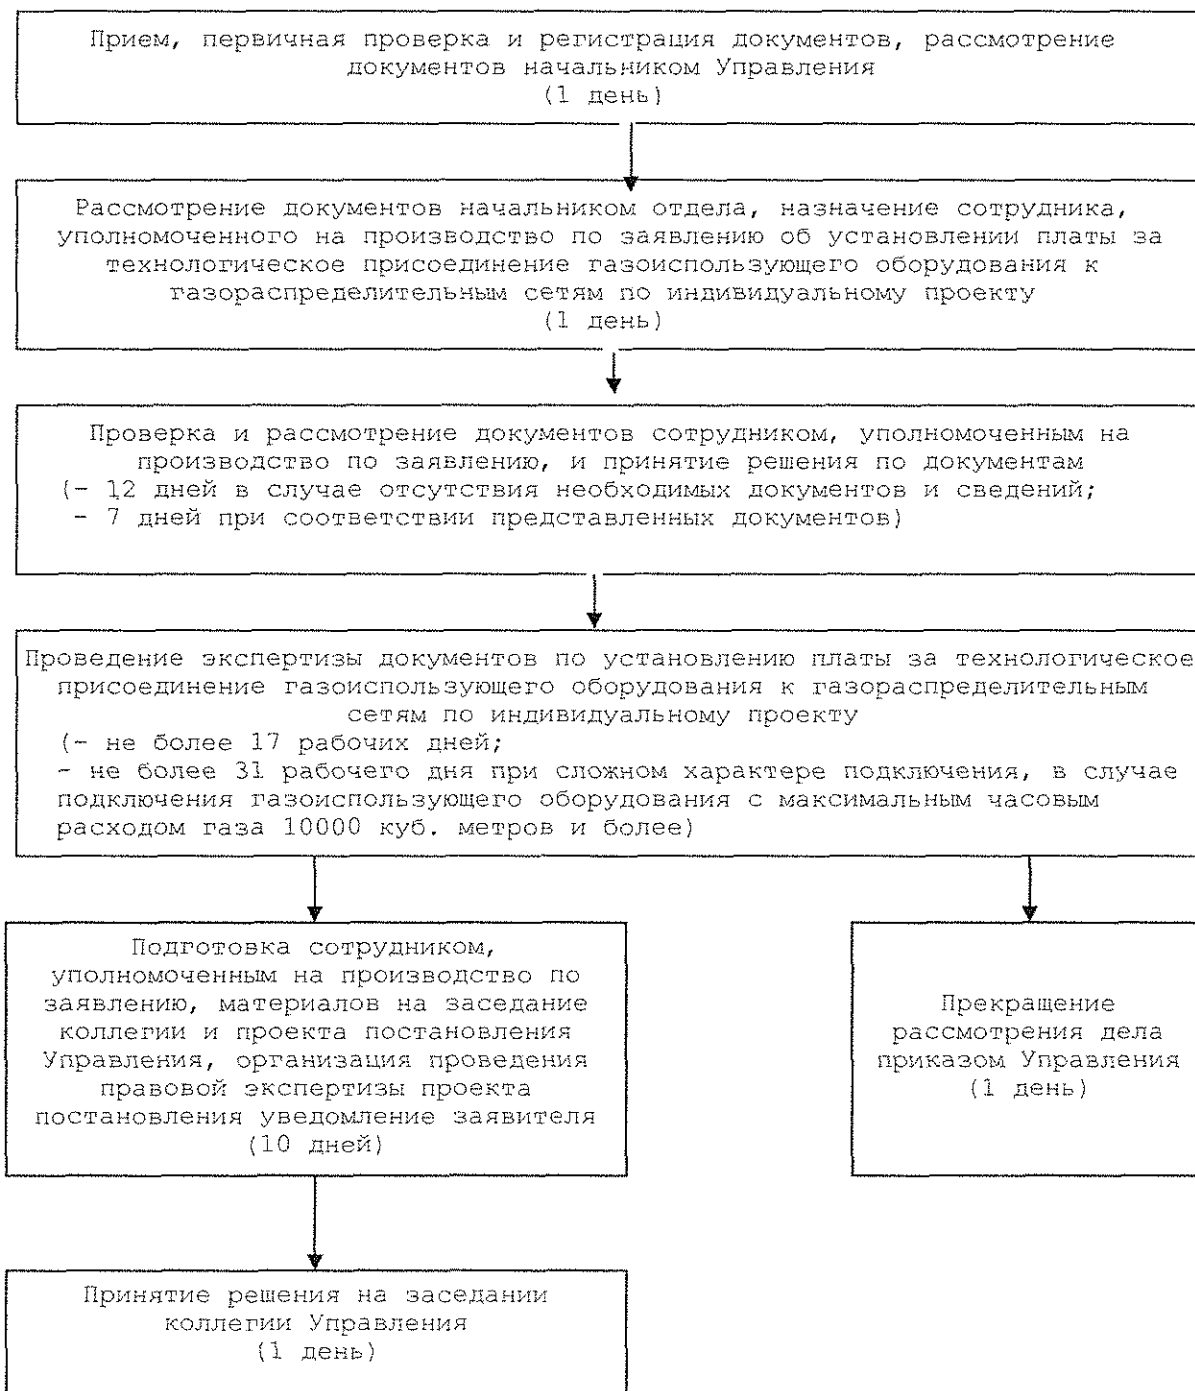 Прием, первичная проверка и регистрация документов, рассмотрение
документов начальником Управления
(1 день)
Рассмотрение документов начальником отдела, назначение сотрудника,
уполномоченного на производство по заявлению об установлении платы за
технологическое присоединение газоиспользующего оборудования к
газораспределительным сетям по индивидуальному проекту
(1 день)
Проверка и рассмотрение документов сотрудником, уполномоченным на
производство по заявлению, и принятие решения по документам
(- 12 дней в случае отсутствия необходимых документов и сведений;
- 7 дней при соответствии представленных документов)
Проведение экспертизы документов по установлению платы за технологическое
присоединение газоиспользующего оборудования к газораспределительным
сетям по индивидуальному проекту
(- не более 17 рабочих дней;
- не более 31 рабочего дня при сложном характере подключения, в случае
подключения газоиспользующего оборудования с максимальным часовым
расходом газа 10000 куб. метров и более)
Подготовка сотрудником,
уполномоченным на производство по
заявлению, материалов на заседание
коллегии и проекта постановления
Управления, организация проведения
правовой экспертизы проекта
постановления уведомление заявителя
(10 дней)
Прекращение
рассмотрения дела
приказом Управления
(1 день)
Принятие решения на заседании
коллегии Управления
(1 день)